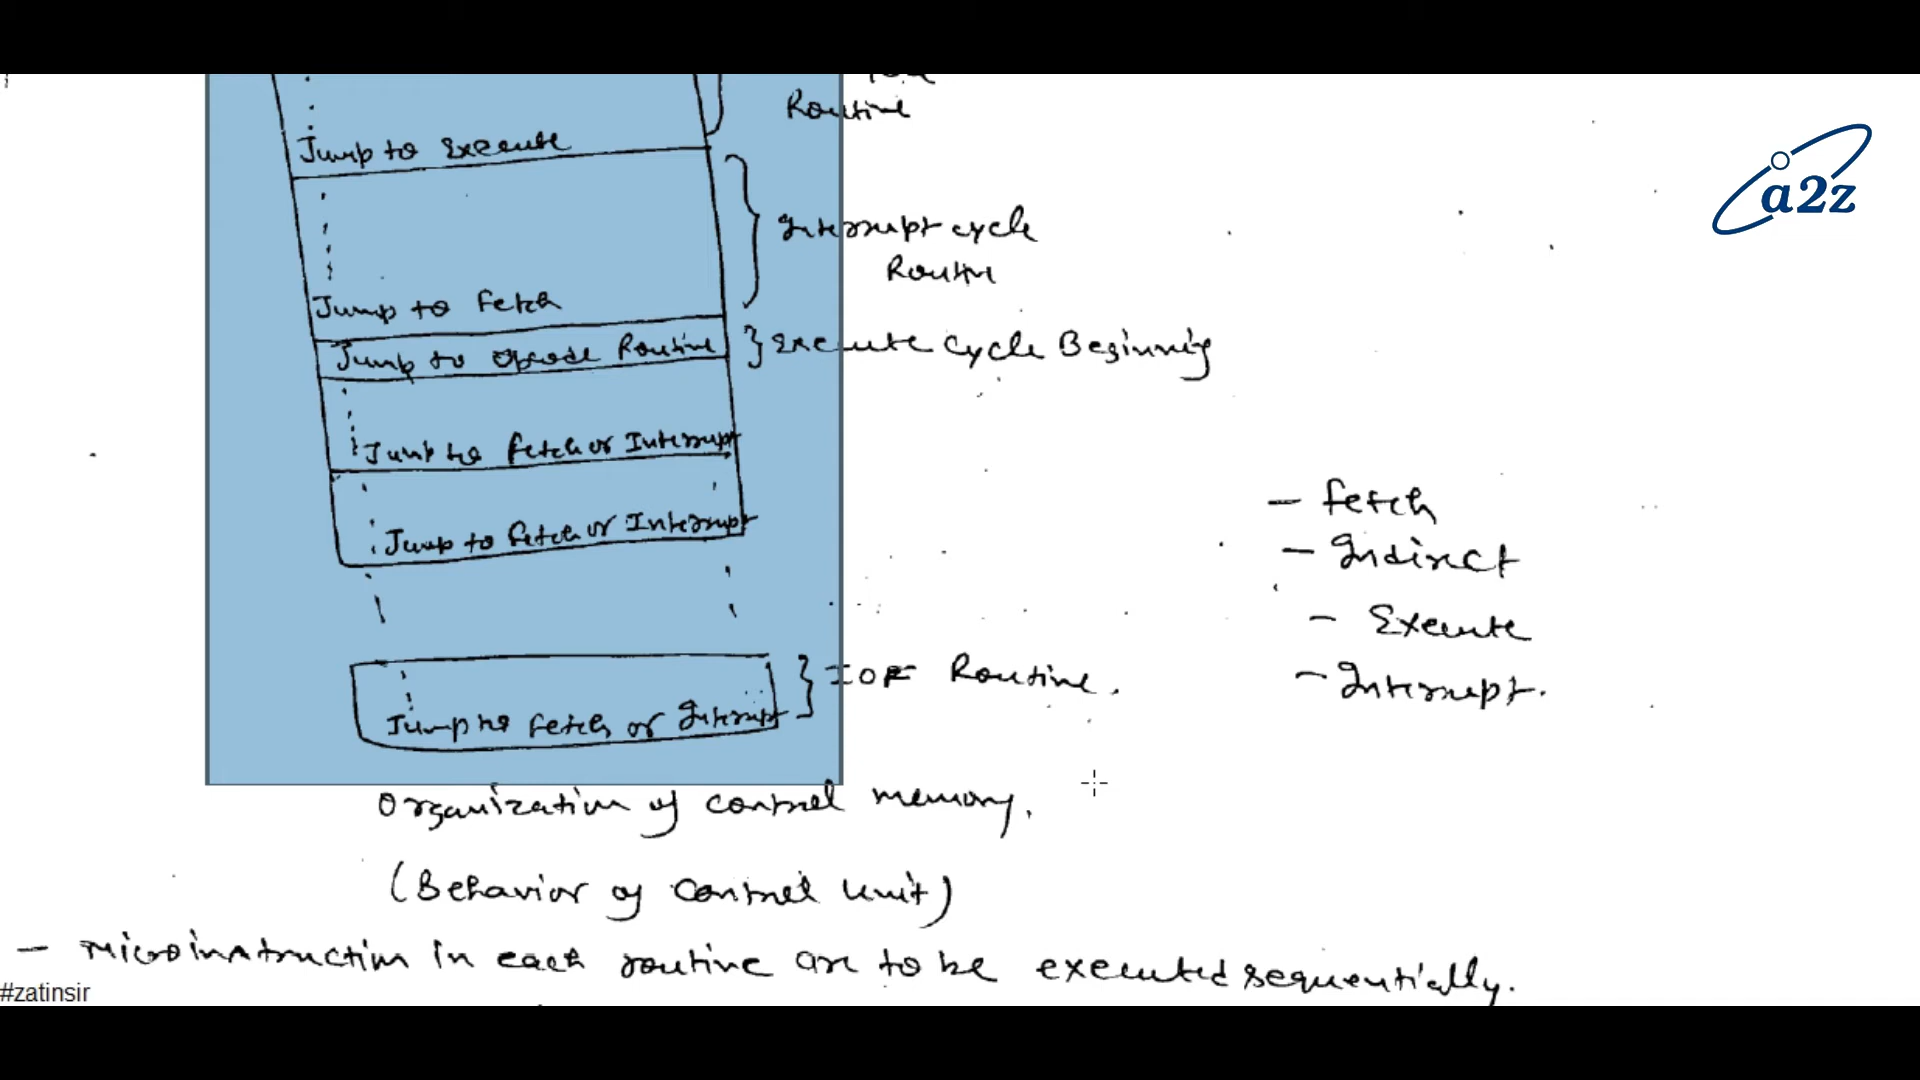 Routine
Jump to Execute
Interrupt cycle
Routine
Jump to Fetch
Jump to opcode Routine } Execute cycle Beginning
Jump to fetch or Interrupt
Jump to fetch or Interrupt
Jump to fetch or Interrupt
IOF Routine.
- fetch
- Indirect
- Execute
- Interrupt.
Organization of control memory.
(Behavior of control unit)
- microinstruction in each routine are to be executed sequentially.
a2z
#zatinsir